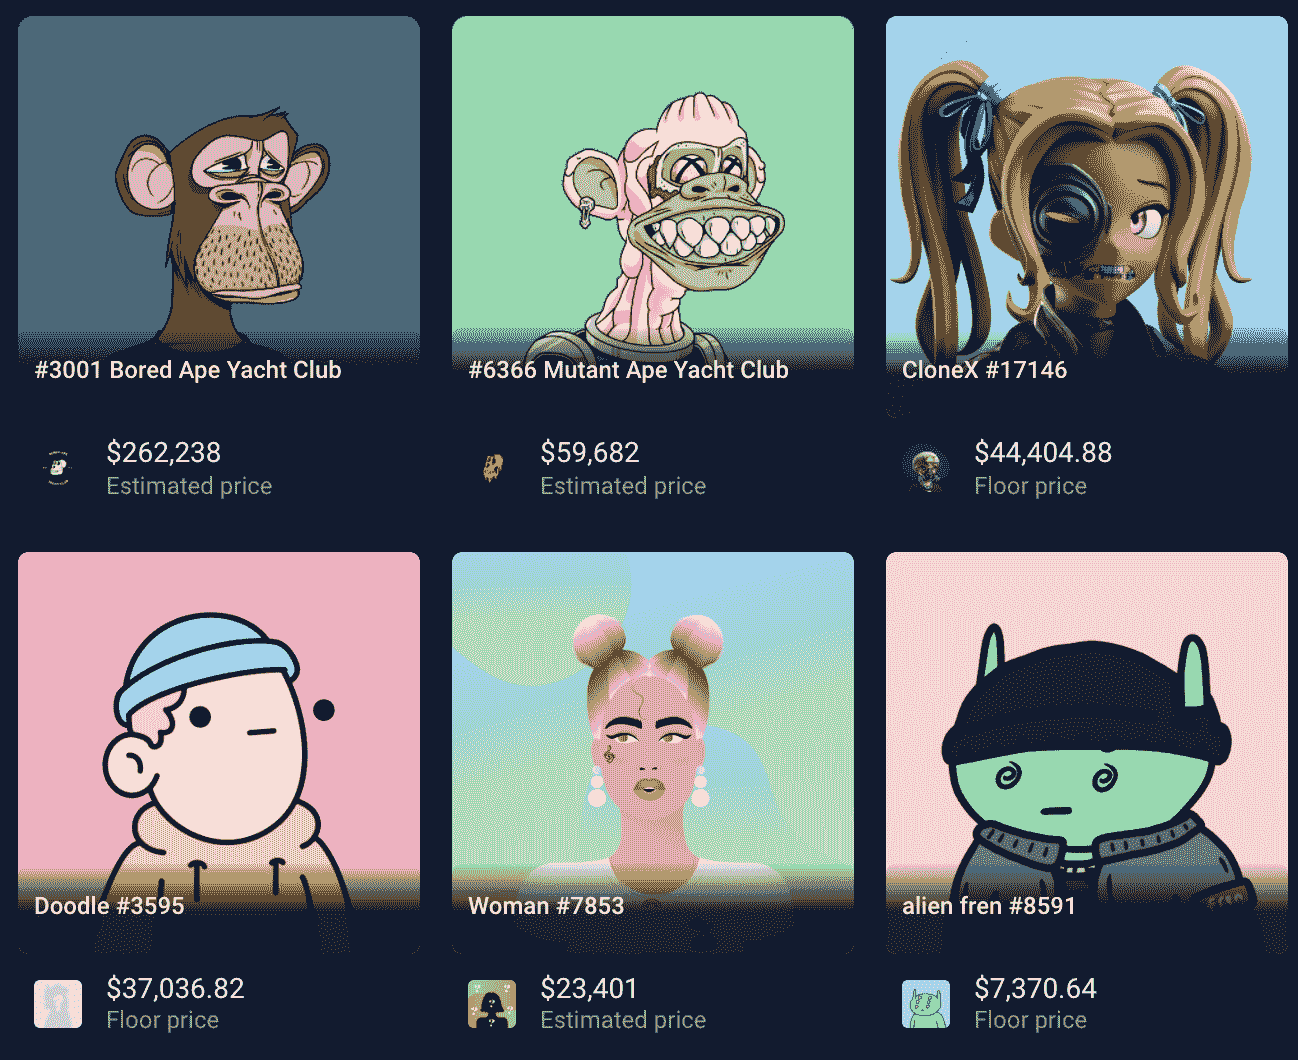 #3001 Bored Ape Yacht Club
#6366 Mutant Ape Yacht Club
CloneX #17146
$262,238
Estimated price
$59,682
Estimated price
$44,404.88
Floor price
Doodle #3595
Woman #7853
alien fren #8591
$37,036.82
Floor price
$23,401
Estimated price
$7,370.64
Floor price